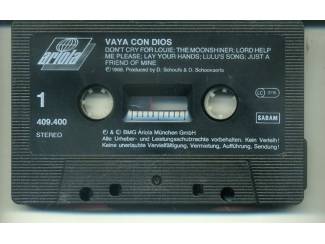 ariola
VAYA CON DIOS
DON'T CRY FOR LOUIE; THE MOONSHINER; LORD HELP
ME PLEASE; LAY YOUR HANDS; LULU'S SONG; JUST A
FRIEND OF MINE
℗ 1988, Produced by D. Schoufs & D. Schoovaerts
1
409.400
STEREO
LC
SABAM
℗ & © BMG Ariola München GmbH
Alle Urheber- und Leistungsschutzrechte vorbehalten. Kein Verleih!
Keine unerlaubte Vervielfältigung, Vermietung, Aufführung, Sendung!